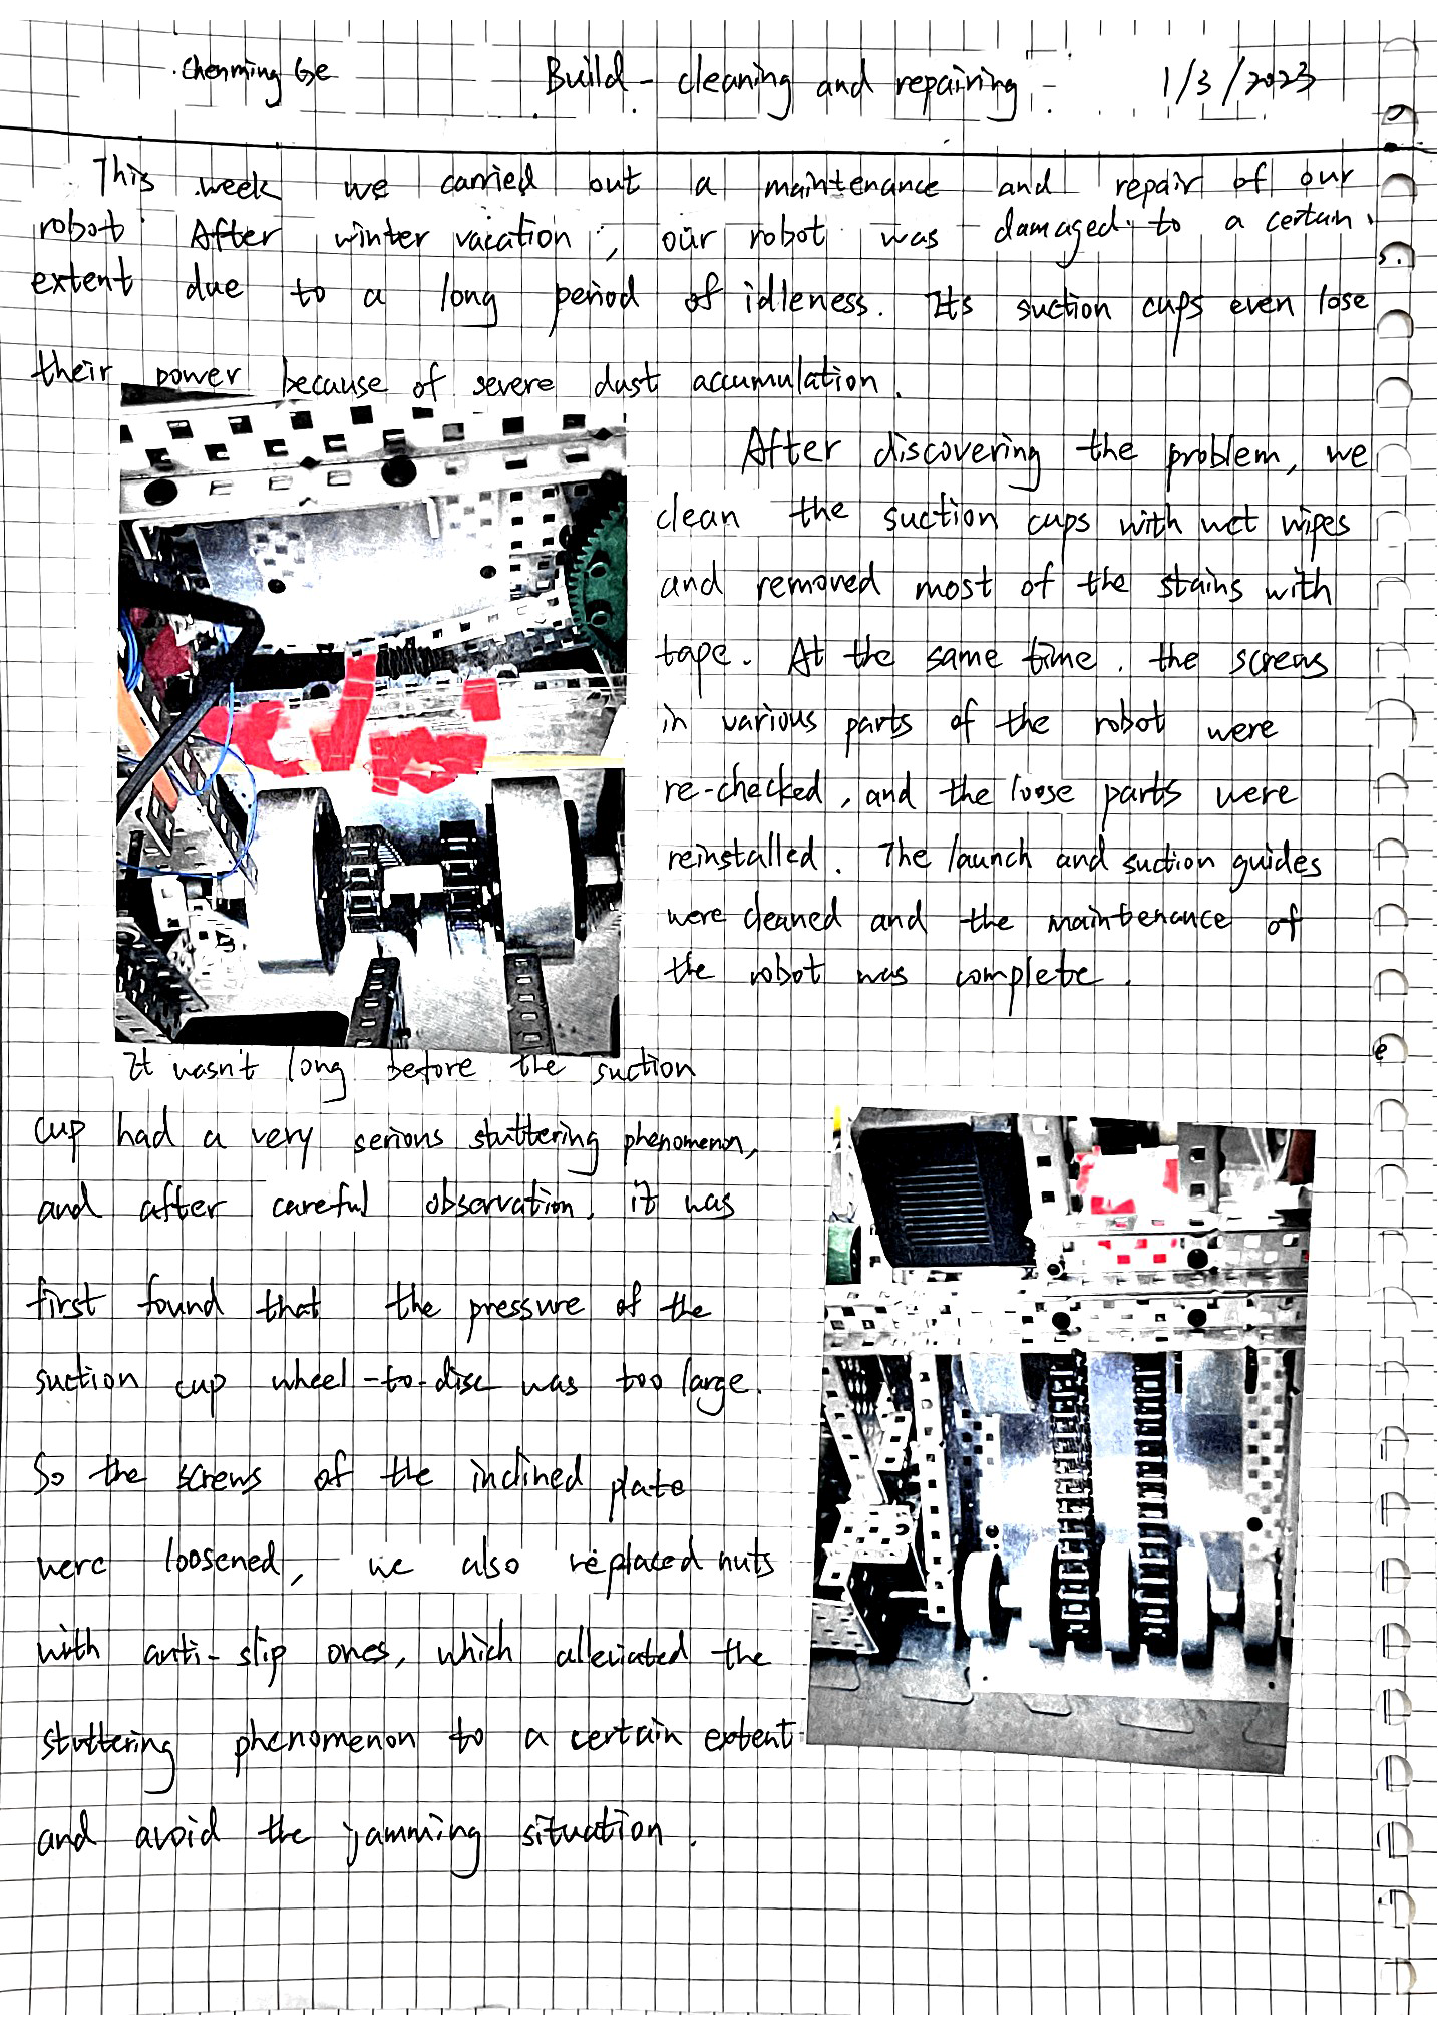 Chenming Ge Build - cleaning and repairing 1/3/2023
This week we carried out a maintenance and repair of our
robot. After winter vacation, our robot was damaged to a certain
extent due to a long period of idleness. Its suction cups even lose
their power because of severe dust accumulation.
After discovering the problem, we
clean the suction cups with wet wipes
and removed most of the stains with
tape. At the same time, the screws
in various parts of the robot were
re-checked, and the loose parts were
reinstalled. The launch and suction guides
were cleaned and the maintenance of
the robot was complete.
It wasn't long before the suction
cup had a very serious stuttering phenomenon,
and after careful observation, it was
first found that the pressure of the
suction cup wheel-to-disc was too large.
So the screws of the inclined plate
were loosened, we also replaced nuts
with anti-slip ones, which alleviated the
stuttering phenomenon to a certain extent
and avoid the jamming situation.